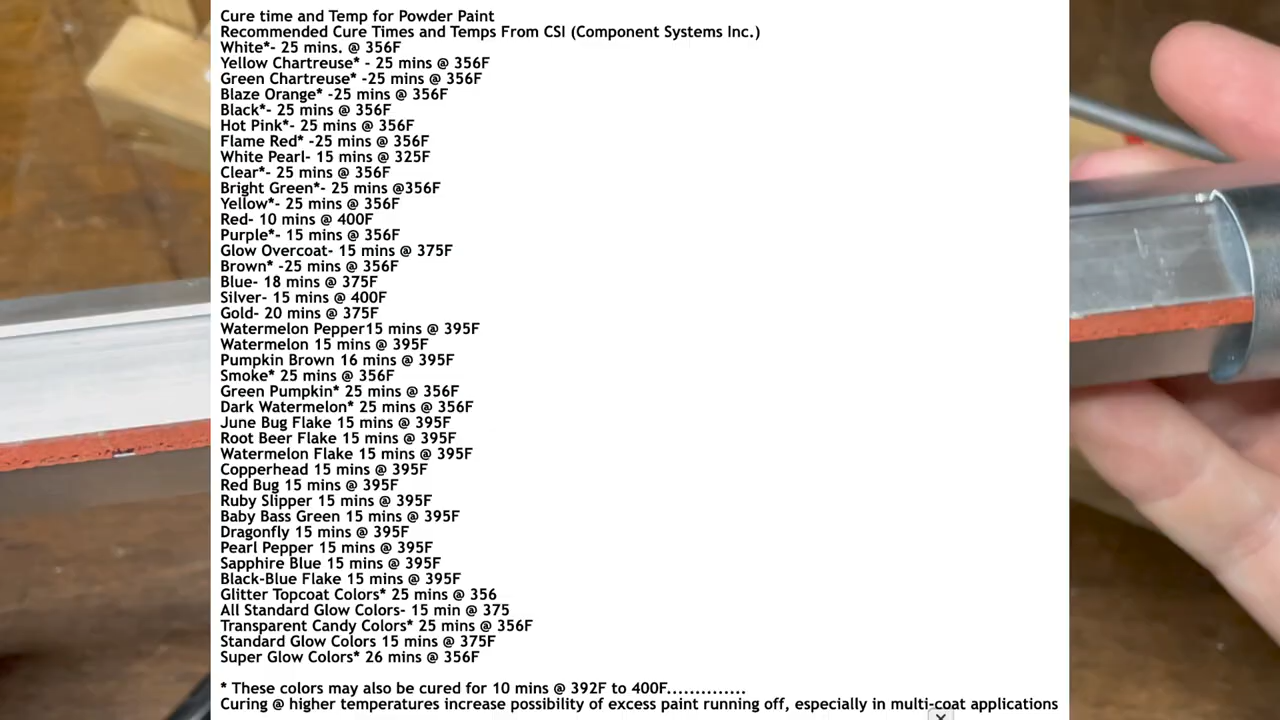 Cure time and Temp for Powder Paint
Recommended Cure Times and Temps From CSI (Component Systems Inc.)
White*- 25 mins. @ 356F
Yellow Chartreuse* - 25 mins @ 356F
Green Chartreuse* -25 mins @ 356F
Blaze Orange* -25 mins @ 356F
Black*- 25 mins @ 356F
Hot Pink*- 25 mins @ 356F
Flame Red* -25 mins @ 356F
White Pearl- 15 mins @ 325F
Clear*- 25 mins @ 356F
Bright Green*- 25 mins @356F
Yellow*- 25 mins @ 356F
Red- 10 mins @ 400F
Purple*- 15 mins @ 356F
Glow Overcoat- 15 mins @ 375F
Brown* -25 mins @ 356F
Blue- 18 mins @ 375F
Silver- 15 mins @ 400F
Gold- 20 mins @ 375F
Watermelon Pepper15 mins @ 395F
Watermelon 15 mins @ 395F
Pumpkin Brown 16 mins @ 395F
Smoke* 25 mins @ 356F
Green Pumpkin* 25 mins @ 356F
Dark Watermelon* 25 mins @ 356F
June Bug Flake 15 mins @ 395F
Root Beer Flake 15 mins @ 395F
Watermelon Flake 15 mins @ 395F
Copperhead 15 mins @ 395F
Red Bug 15 mins @ 395F
Ruby Slipper 15 mins @ 395F
Baby Bass Green 15 mins @ 395F
Dragonfly 15 mins @ 395F
Pearl Pepper 15 mins @ 395F
Sapphire Blue 15 mins @ 395F
Black-Blue Flake 15 mins @ 395F
Glitter Topcoat Colors* 25 mins @ 356
All Standard Glow Colors- 15 min @ 375
Transparent Candy Colors* 25 mins @ 356F
Standard Glow Colors 15 mins @ 375F
Super Glow Colors* 26 mins @ 356F
* These colors may also be cured for 10 mins @ 392F to 400F..............
Curing @ higher temperatures increase possibility of excess paint running off, especially in multi-coat applications